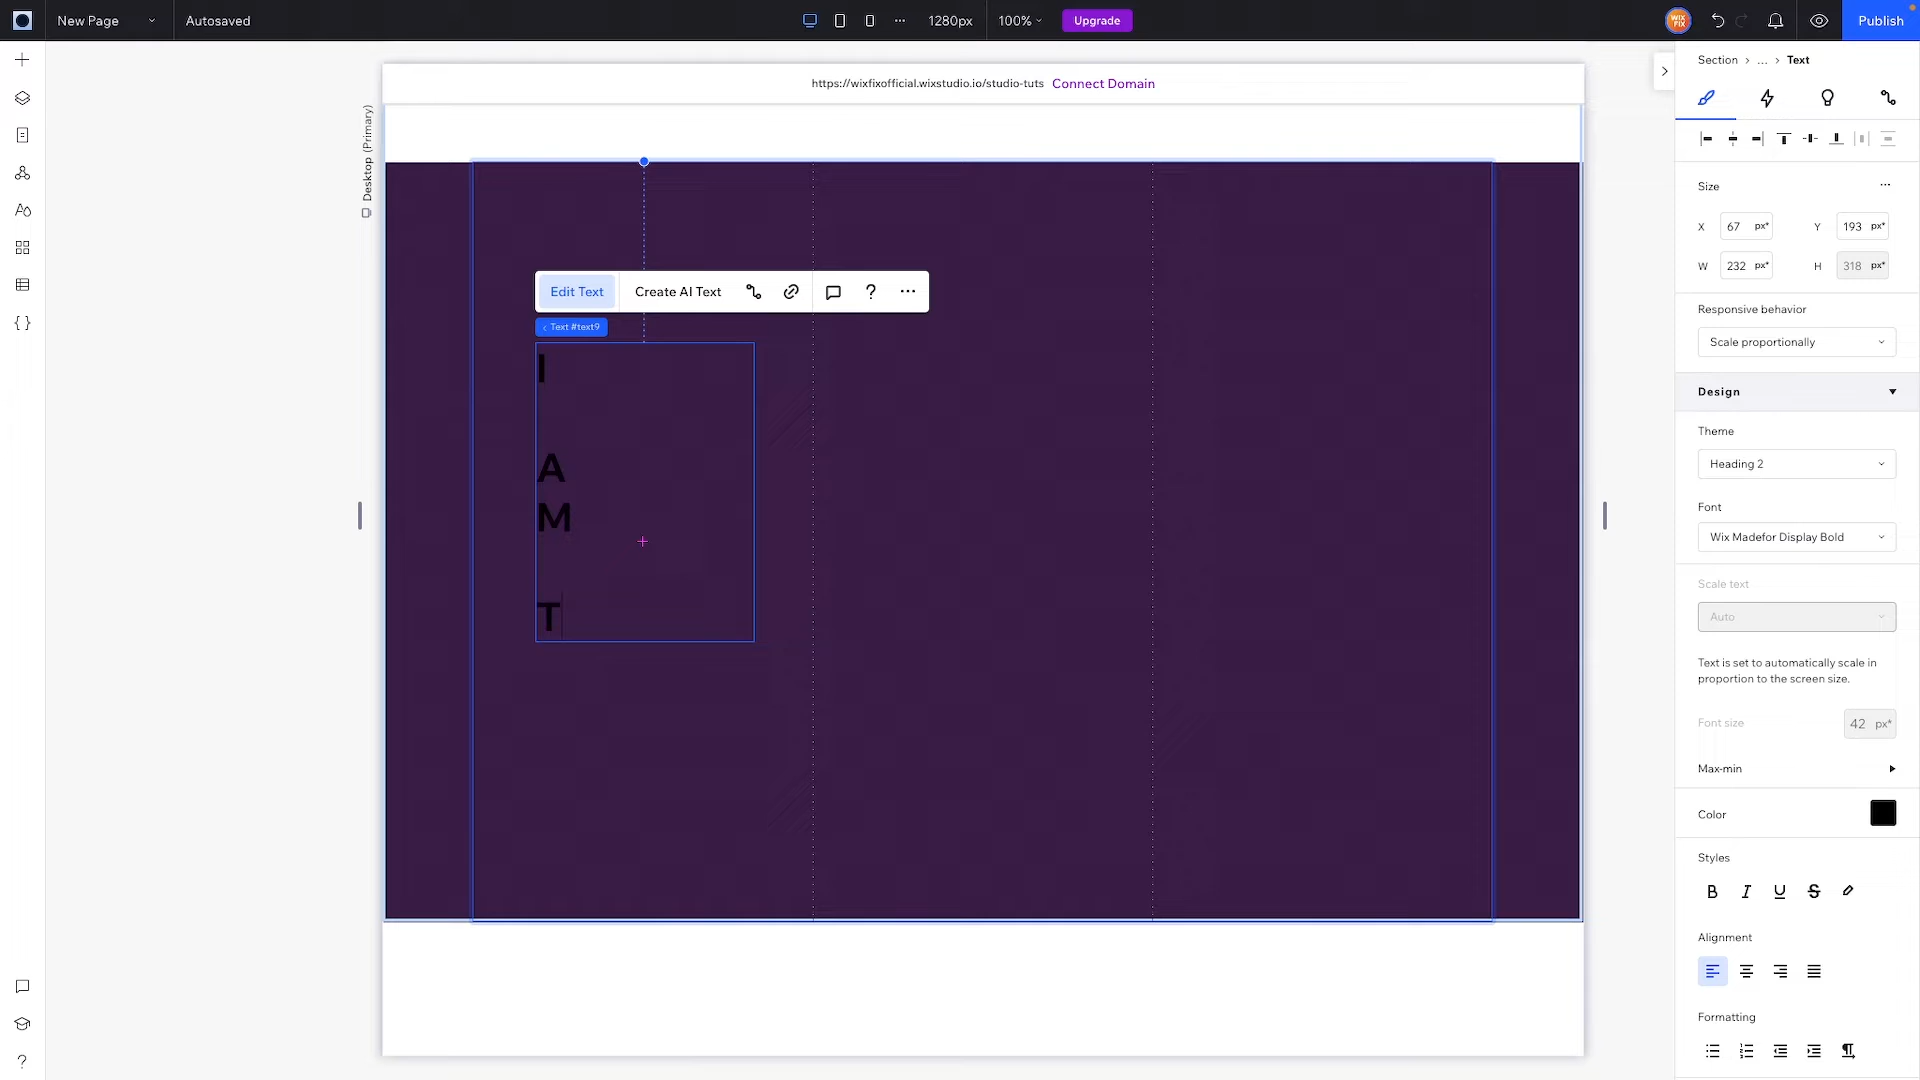 New Page
Autosaved
1280px
100%
Upgrade
WIX
FIX
Publish
https://wixfixofficial.wixstudio.io/studio-tuts Connect Domain
Desktop (Primary)
Edit Text
Create AI Text
Text #text9
I
A
M
T
Section > ... > Text
Size
X 67 px*
Y 193 px*
W 232 px*
H 318 px*
Responsive behavior
Scale proportionally
Design
Theme
Heading 2
Font
Wix Madefor Display Bold
Scale text
Auto
Text is set to automatically scale in
proportion to the screen size.
Font size 42 px*
Max-min
Color
Styles
B I U S
Alignment
Formatting